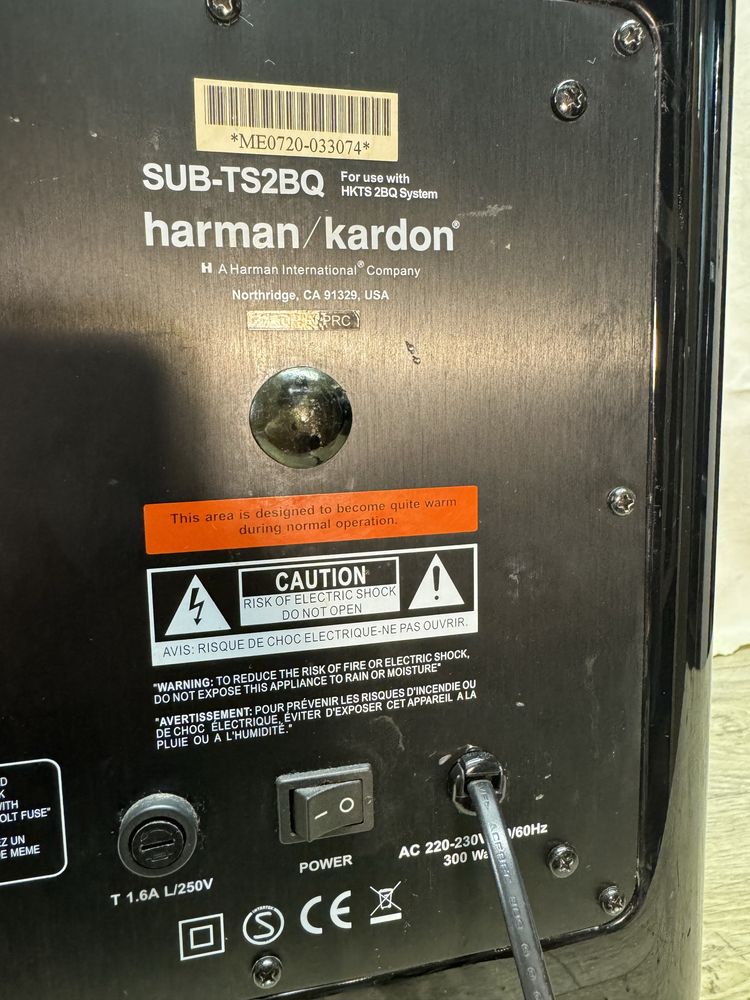 *ME0720-033074*
SUB-TS2BQ For use with
HKTS 2BQ System
harman/kardon®
H A Harman International® Company
Northridge, CA 91329, USA
PRC
This area is designed to become quite warm
during normal operation.
CAUTION
RISK OF ELECTRIC SHOCK
DO NOT OPEN
AVIS: RISQUE DE CHOC ELECTRIQUE-NE PAS OUVRIR.
"WARNING: TO REDUCE THE RISK OF FIRE OR ELECTRIC SHOCK,
DO NOT EXPOSE THIS APPLIANCE TO RAIN OR MOISTURE"
"AVERTISSEMENT: POUR PRÉVENIR LES RISQUES D'INCENDIE OU
DE CHOC ÉLECTRIQUE, ÉVITER D'EXPOSER CET APPAREIL A LA
PLUIE OU A L'HUMIDITÉ."
WITH
VOLT FUSE"
UN
DE MEME
POWER
AC 220-230V /60Hz
300
T 1.6A L/250V
S
CE